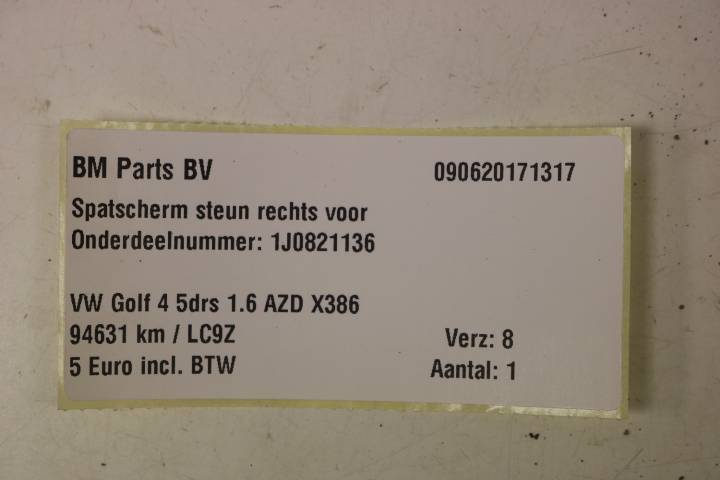 BM Parts BV 090620171317
Spatscherm steun rechts voor
Onderdeelnummer: 1J0821136
VW Golf 4 5drs 1.6 AZD X386
94631 km / LC9Z Verz: 8
5 Euro incl. BTW Aantal: 1